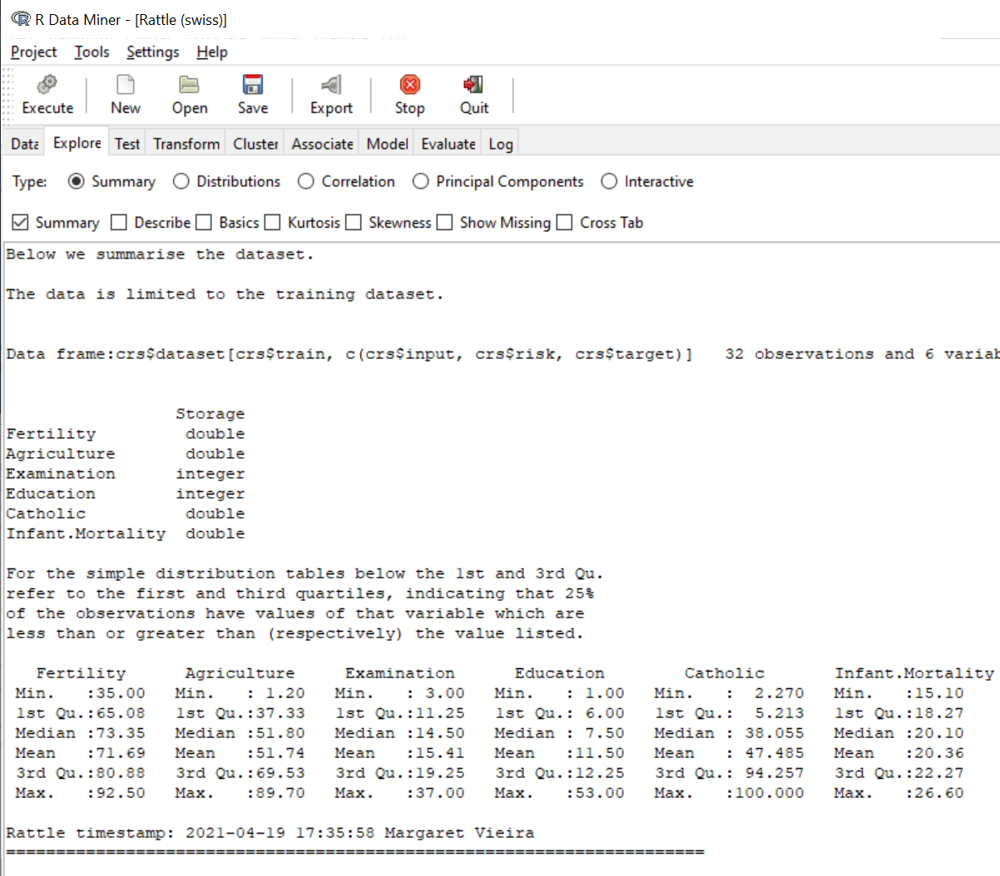 R Data Miner - [Rattle (swiss)]
Project Tools Settings Help
Execute New Open Save Export Stop Quit
Data Explore Test Transform Cluster Associate Model Evaluate Log
Type: Summary Distributions Correlation Principal Components Interactive
Summary Describe Basics Kurtosis Skewness Show Missing Cross Tab
Below we summarise the dataset.
The data is limited to the training dataset.
Data frame:crs$dataset[crs$train, c(crs$input, crs$risk, crs$target)]   32 observations and 6 variab
Storage
Fertility double
Agriculture double
Examination integer
Education integer
Catholic double
Infant.Mortality double
For the simple distribution tables below the 1st and 3rd Qu.
refer to the first and third quartiles, indicating that 25%
of the observations have values of that variable which are
less than or greater than (respectively) the value listed.
Fertility Agriculture Examination Education Catholic Infant.Mortality
Min.   :35.00   Min.   : 1.20   Min.   : 3.00   Min.   : 1.00   Min.   :  2.270   Min.   :15.10
1st Qu.:65.08   1st Qu.:37.33   1st Qu.:11.25   1st Qu.: 6.00   1st Qu.:  5.213   1st Qu.:18.27
Median :73.35   Median :51.80   Median :14.50   Median : 7.50   Median : 38.055   Median :20.10
Mean   :71.69   Mean   :51.74   Mean   :15.41   Mean   :11.50   Mean   : 47.485   Mean   :20.36
3rd Qu.:80.88   3rd Qu.:69.53   3rd Qu.:19.25   3rd Qu.:12.25   3rd Qu.: 94.257   3rd Qu.:22.27
Max.   :92.50   Max.   :89.70   Max.   :37.00   Max.   :53.00   Max.   :100.000   Max.   :26.60
Rattle timestamp: 2021-04-19 17:35:58 Margaret Vieira
======================================================================